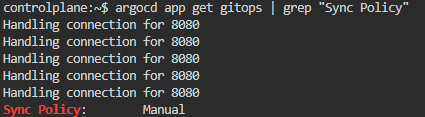 controlplane:~$ argocd app get gitops | grep "Sync Policy"
Handling connection for 8080
Handling connection for 8080
Handling connection for 8080
Handling connection for 8080
Handling connection for 8080
Sync Policy:        Manual